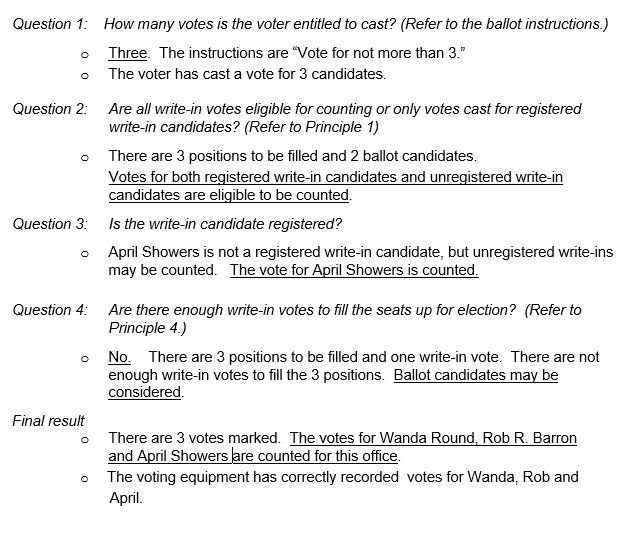 Question 1: How many votes is the voter entitled to cast? (Refer to the ballot instructions.)
o Three. The instructions are “Vote for not more than 3.”
o The voter has cast a vote for 3 candidates.
Question 2: Are all write-in votes eligible for counting or only votes cast for registered
write-in candidates? (Refer to Principle 1)
o There are 3 positions to be filled and 2 ballot candidates.
Votes for both registered write-in candidates and unregistered write-in
candidates are eligible to be counted.
Question 3: Is the write-in candidate registered?
o April Showers is not a registered write-in candidate, but unregistered write-ins
may be counted. The vote for April Showers is counted.
Question 4: Are there enough write-in votes to fill the seats up for election? (Refer to
Principle 4.)
o No. There are 3 positions to be filled and one write-in vote. There are not
enough write-in votes to fill the 3 positions. Ballot candidates may be
considered.
Final result
o There are 3 votes marked. The votes for Wanda Round, Rob R. Barron
and April Showers are counted for this office.
o The voting equipment has correctly recorded votes for Wanda, Rob and
April.